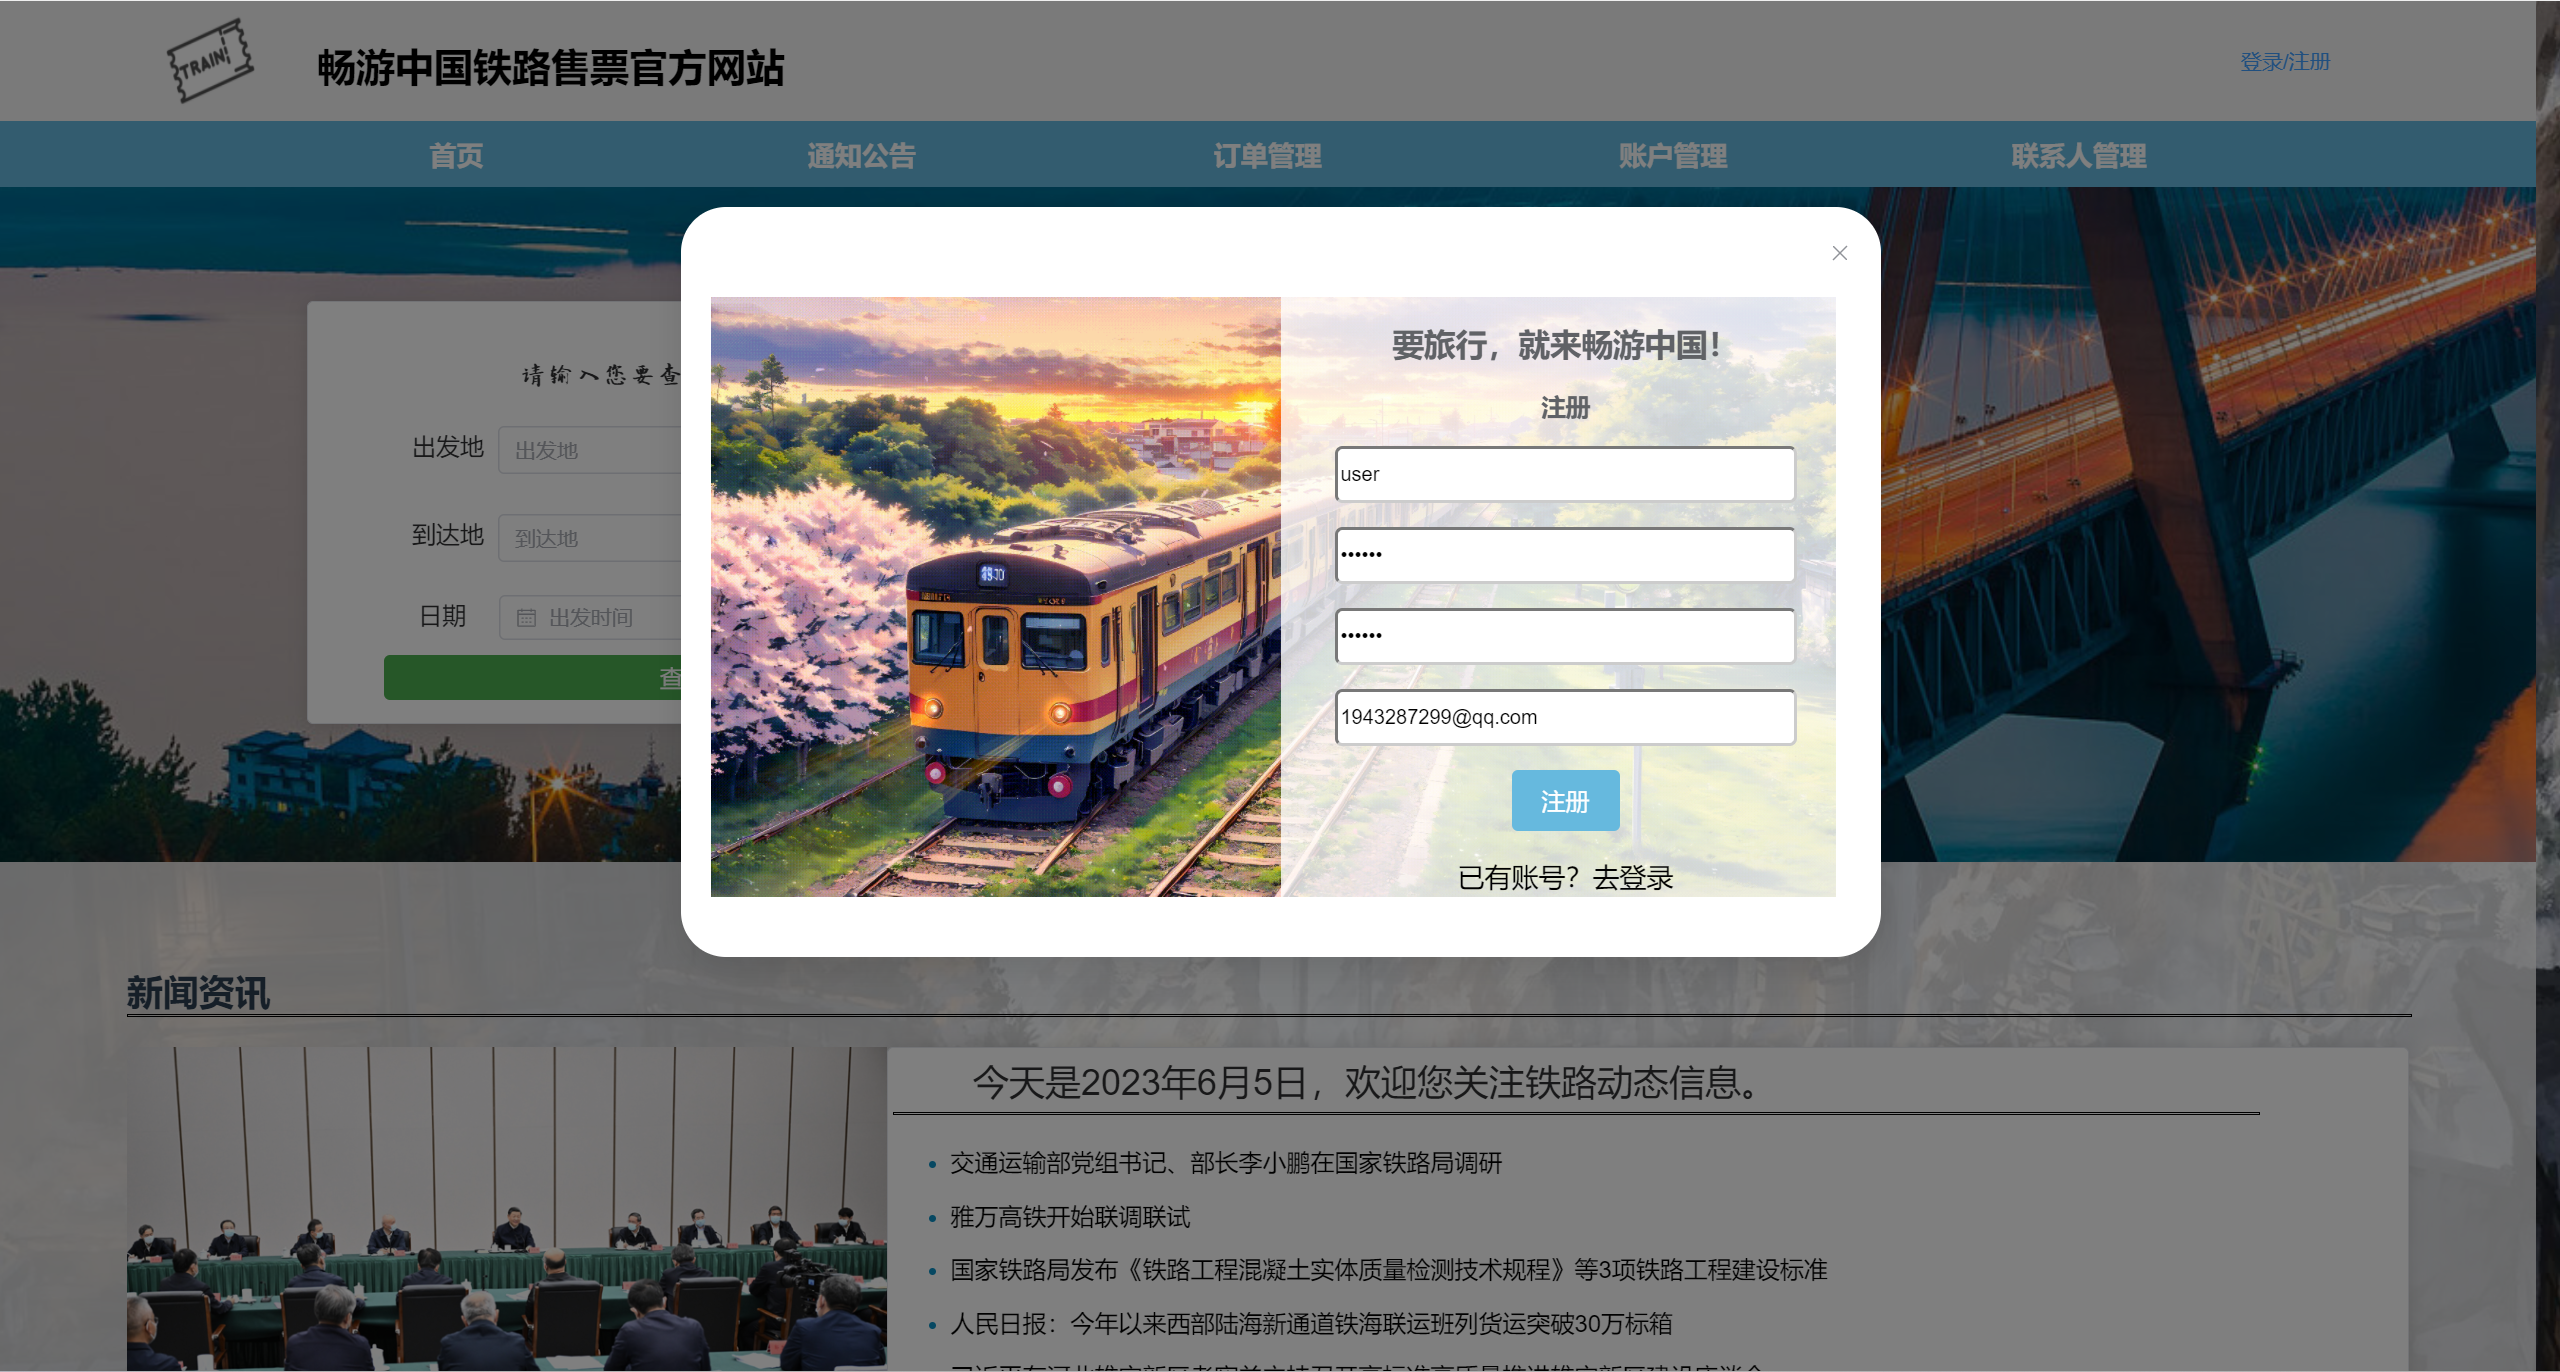 TRAIN
畅游中国铁路售票官方网站
登录/注册
首页
通知公告
订单管理
账户管理
联系人管理
请输入您要查
出发地
出发地
到达地
到达地
日期
出发时间
查
要旅行，就来畅游中国！
注册
user
••••••
••••••
1943287299@qq.com
注册
已有账号？去登录
新闻资讯
今天是2023年6月5日，欢迎您关注铁路动态信息。
交通运输部党组书记、部长李小鹏在国家铁路局调研
雅万高铁开始联调联试
国家铁路局发布《铁路工程混凝土实体质量检测技术规程》等3项铁路工程建设标准
人民日报：今年以来西部陆海新通道铁海联运班列货运突破30万标箱